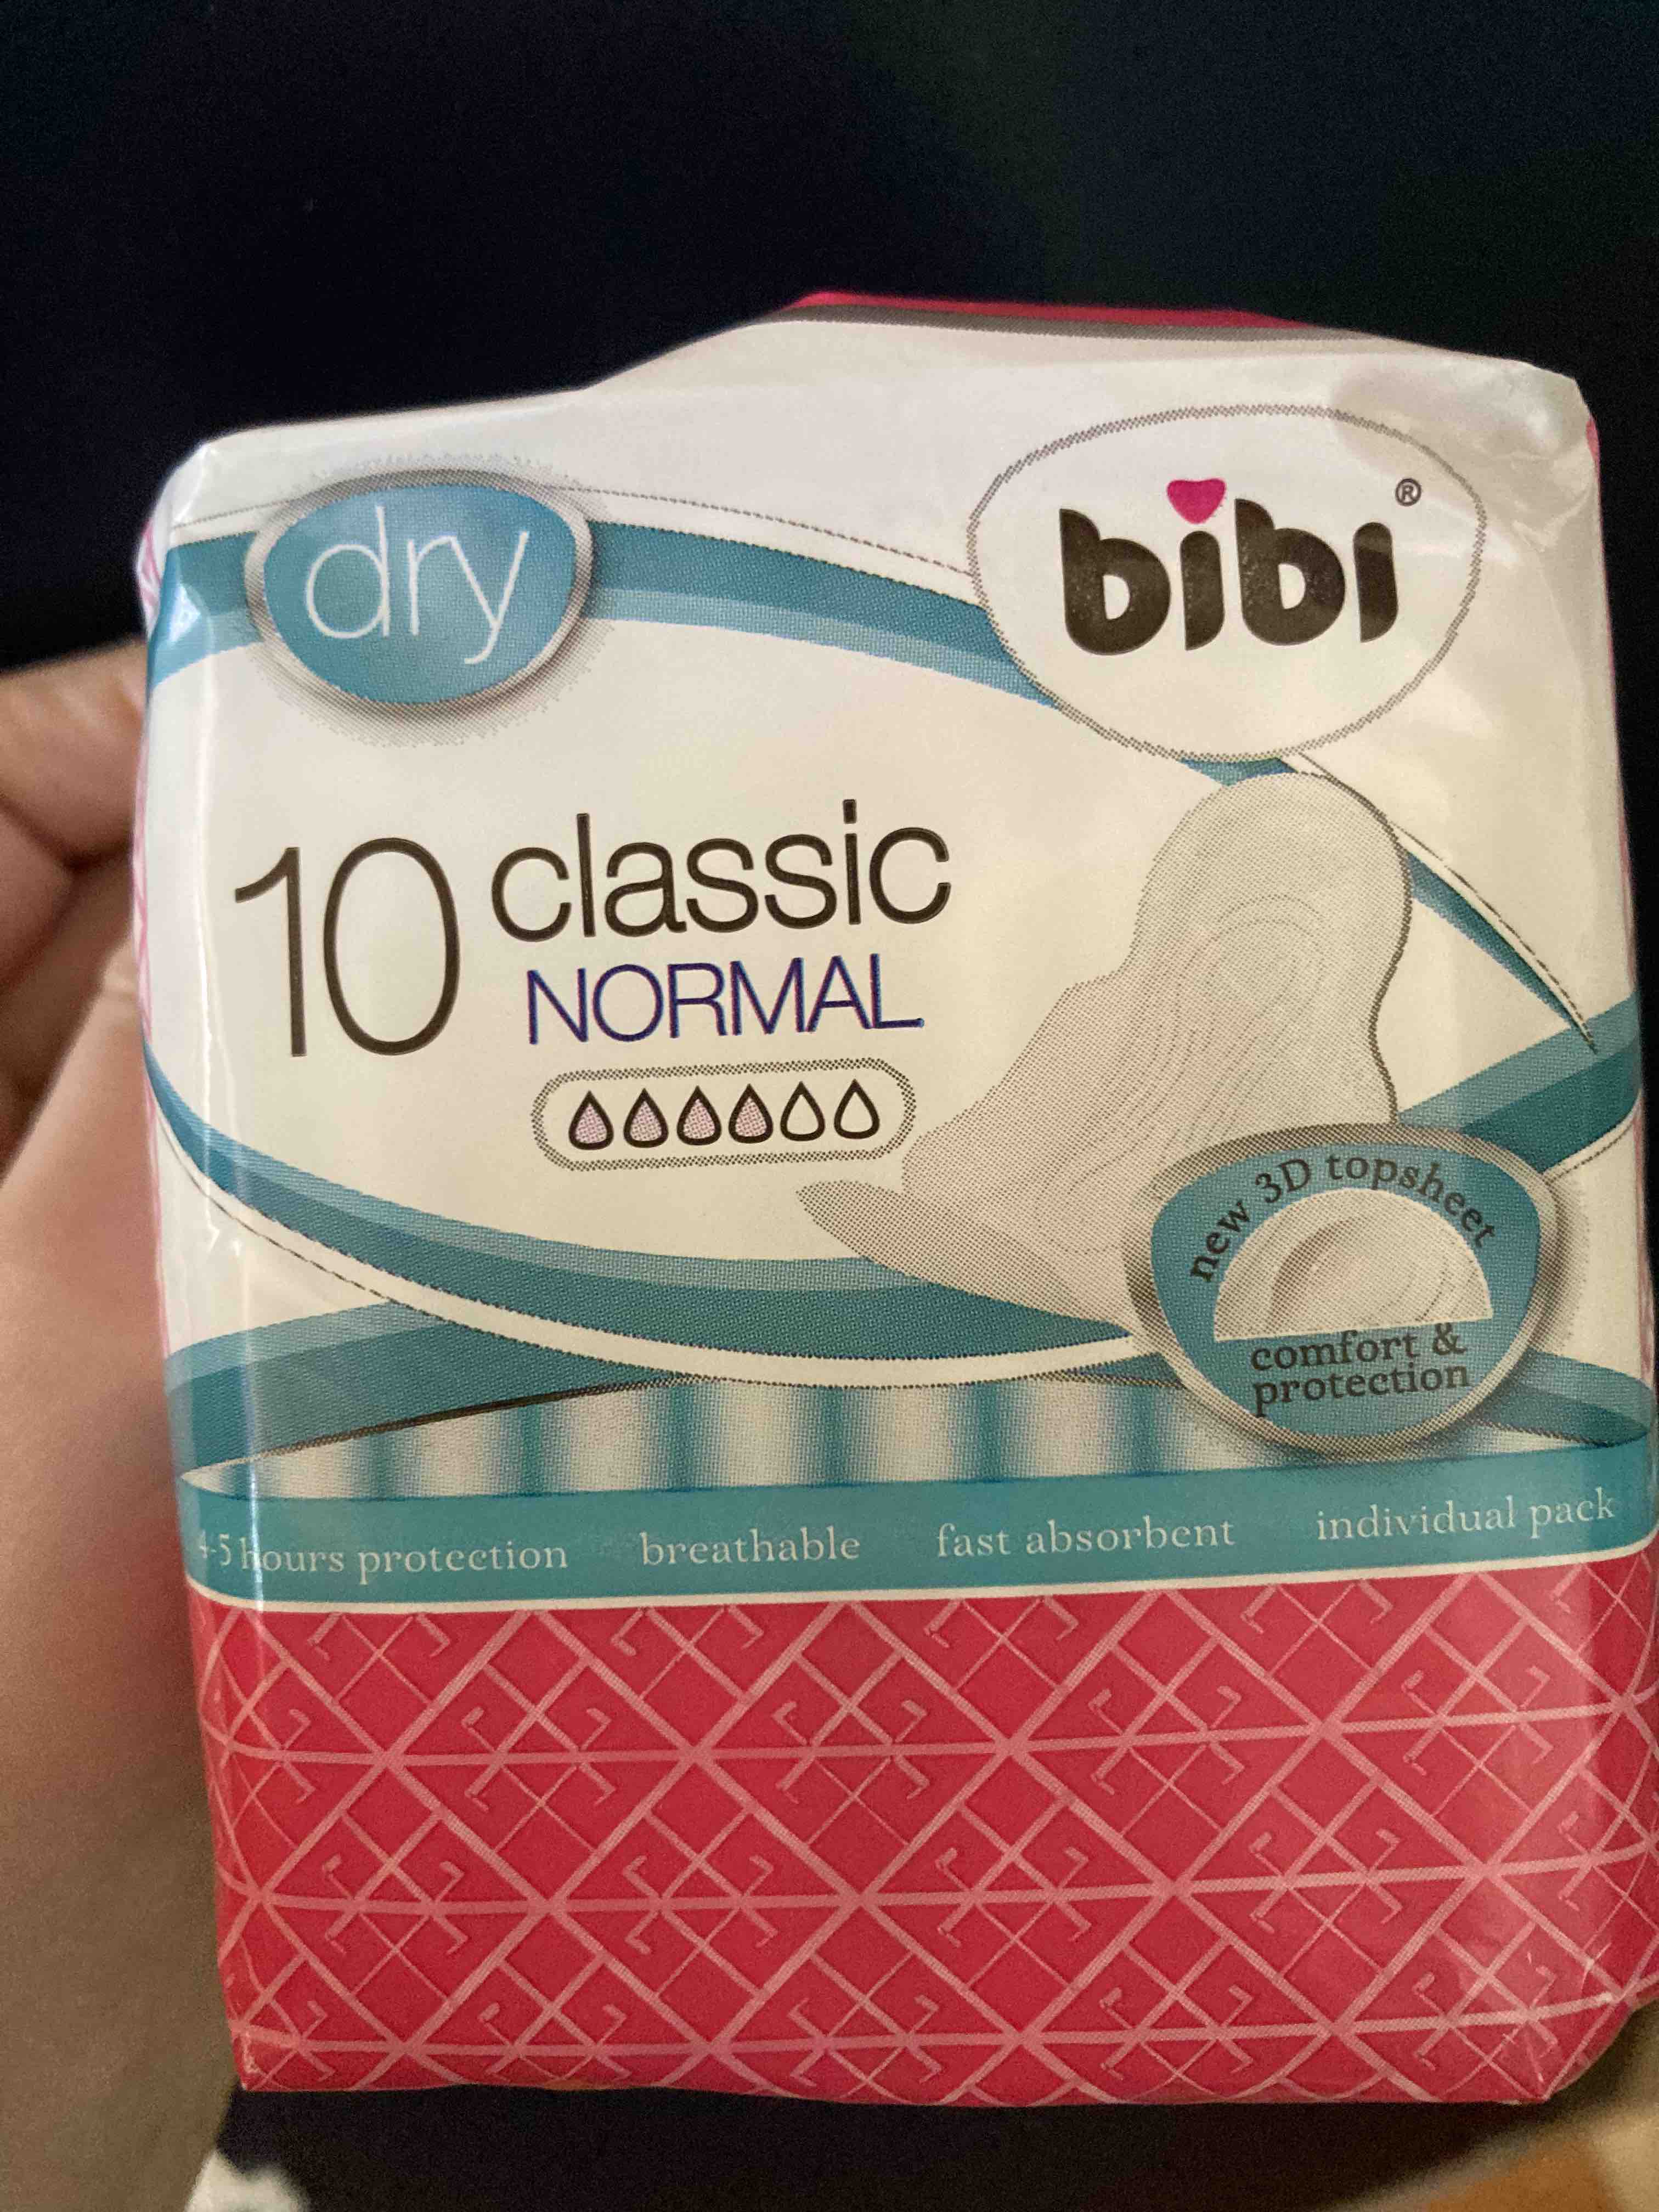 dry
bibi®
10 classic
NORMAL
new 3D topsheet
comfort &
protection
4-5 hours protection breathable fast absorbent individual pack